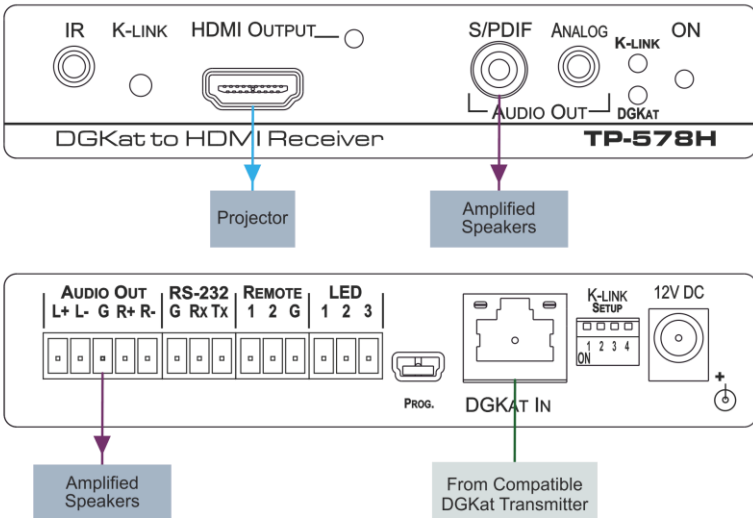 IR K-LINK HDMI OUTPUT S/PDIF ANALOG K-LINK ON
AUDIO OUT DGKAT
DGKat to HDMI Receiver TP-578H
Projector
Amplified
Speakers
AUDIO OUT RS-232 REMOTE LED K-LINK 12V DC
SETUP
L+ L- G R+ R- G Rx Tx 1 2 G 1 2 3
1 2 3 4
ON
+
PROG. DGKAT IN
Amplified
Speakers
From Compatible
DGKat Transmitter